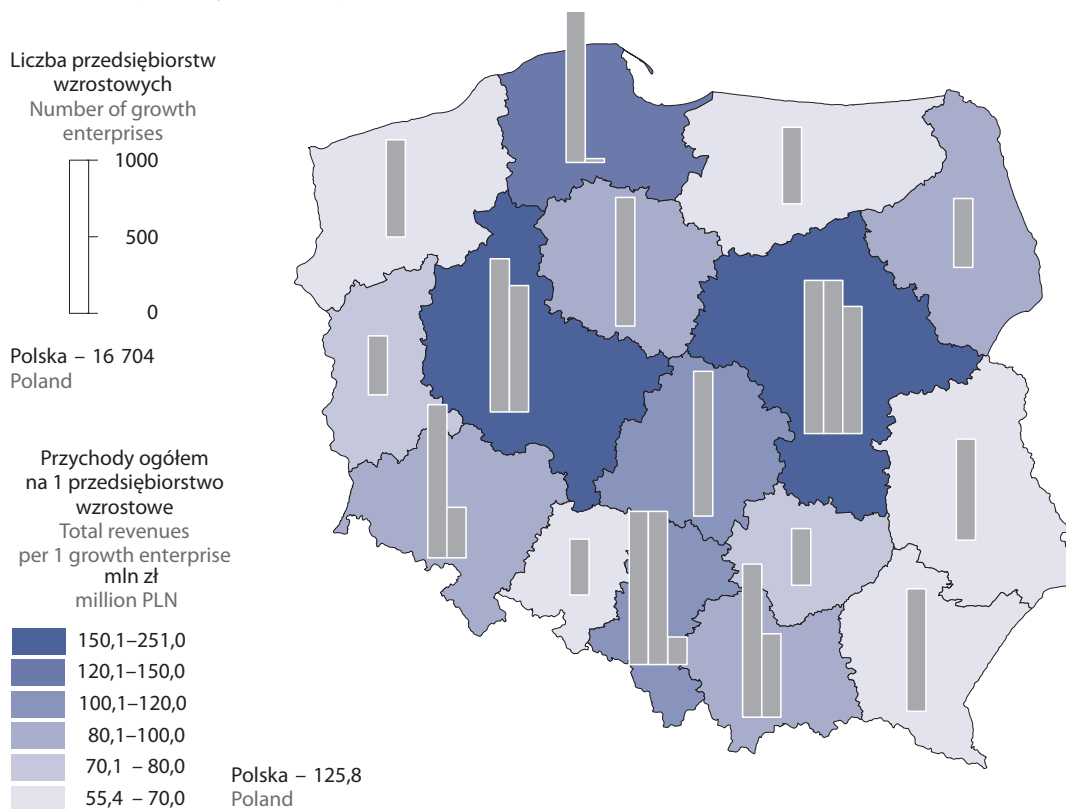 Liczba przedsiębiorstw
wzrostowych
Number of growth
enterprises
1000
500
0
Polska – 16 704
Poland
Przychody ogółem
na 1 przedsiębiorstwo
wzrostowe
Total revenues
per 1 growth enterprise
mln zł
million PLN
150,1–251,0
120,1–150,0
100,1–120,0
80,1–100,0
70,1 – 80,0
55,4 – 70,0
Polska – 125,8
Poland